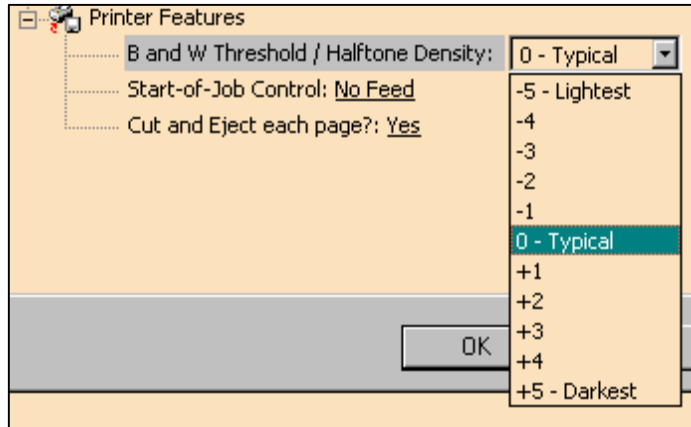 Printer Features
B and W Threshold / Halftone Density: 0 - Typical
Start-of-Job Control: No Feed
Cut and Eject each page?: Yes
-5 - Lightest
-4
-3
-2
-1
0 - Typical
+1
+2
+3
+4
+5 - Darkest
OK